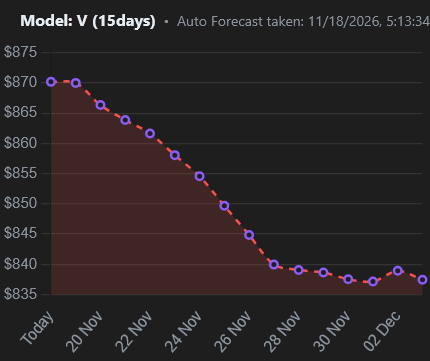 Model: V (15days) • Auto Forecast taken: 11/18/2026, 5:13:34
$875
$870
$865
$860
$855
$850
$845
$840
$835
Today
20 Nov
22 Nov
24 Nov
26 Nov
28 Nov
30 Nov
02 Dec